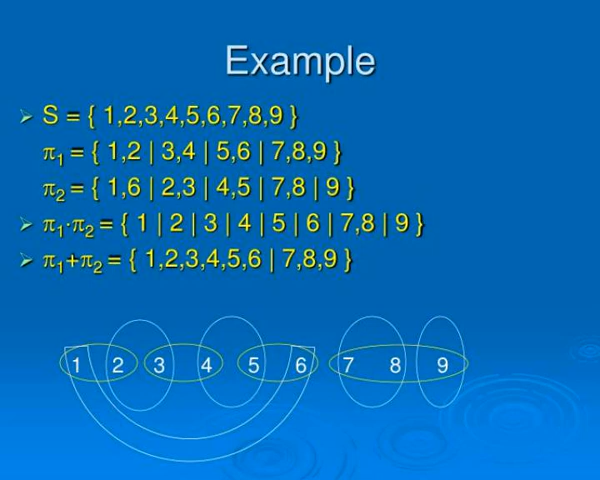 Example
S = { 1,2,3,4,5,6,7,8,9 }
π₁ = { 1,2 | 3,4 | 5,6 | 7,8,9 }
π₂ = { 1,6 | 2,3 | 4,5 | 7,8 | 9 }
π₁·π₂ = { 1 | 2 | 3 | 4 | 5 | 6 | 7,8 | 9 }
π₁+π₂ = { 1,2,3,4,5,6 | 7,8,9 }
1 2 3 4 5 6 7 8 9